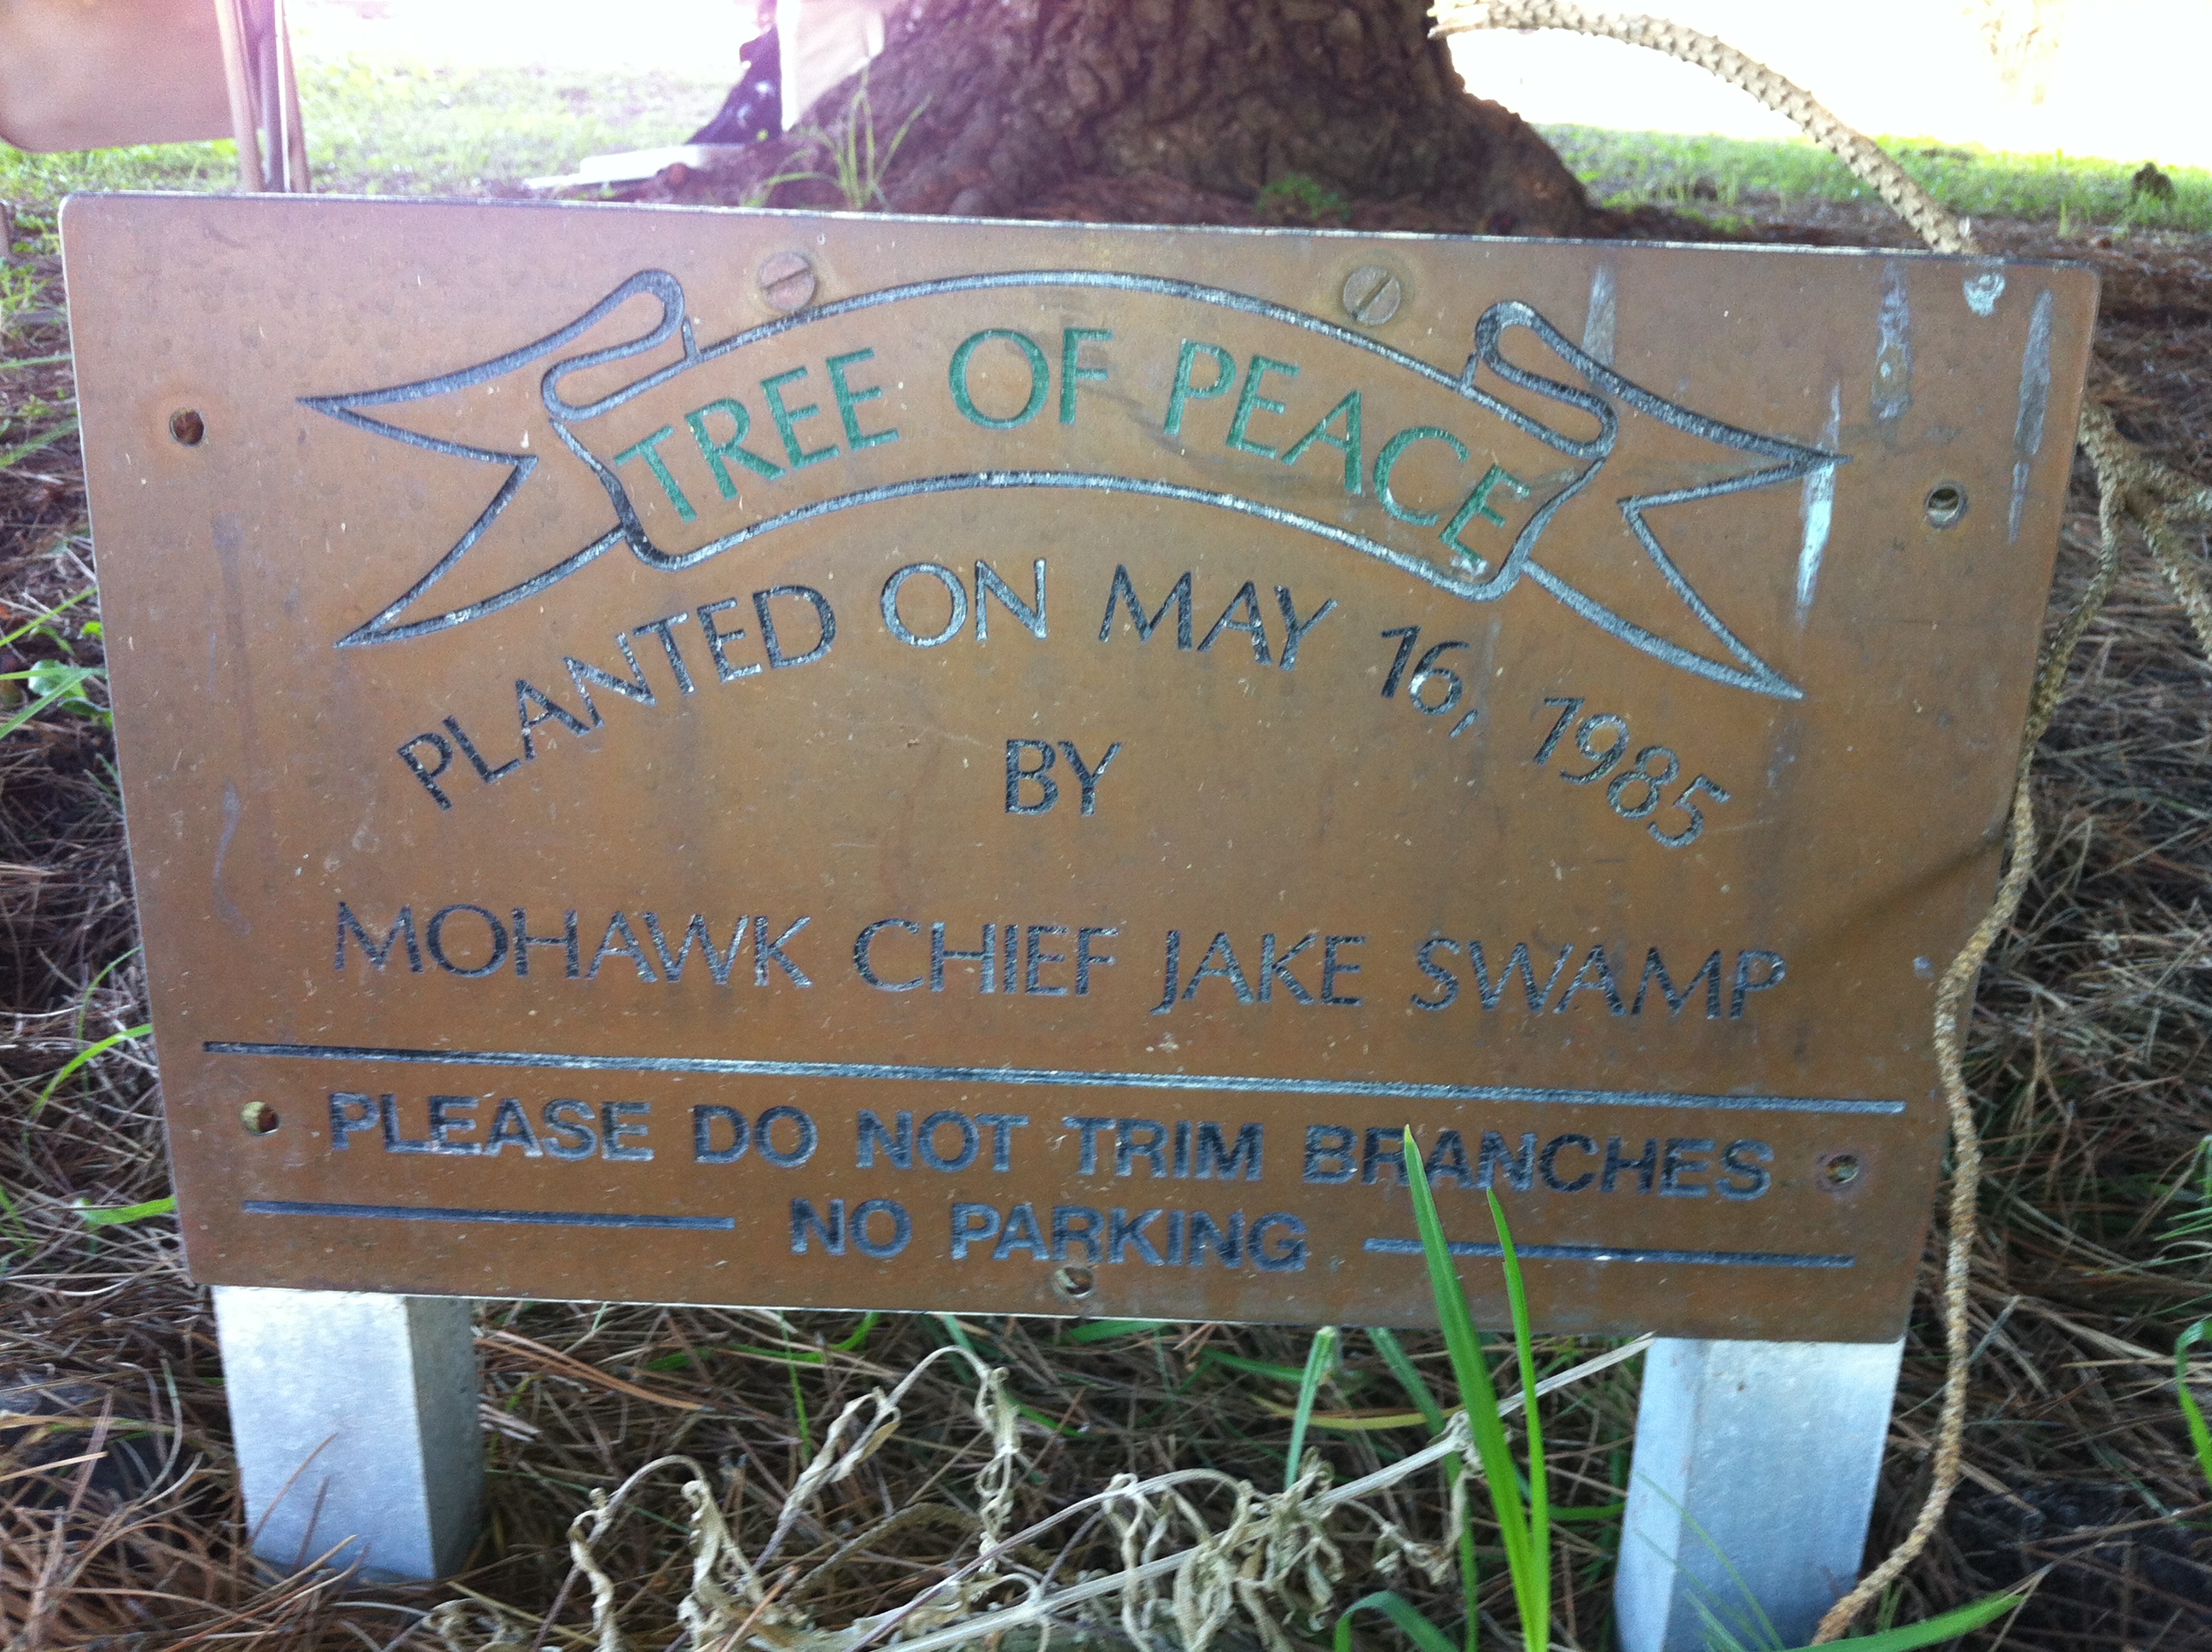 TREE OF PEACE
PLANTED ON MAY 16, 1985
BY
MOHAWK CHIEF JAKE SWAMP
PLEASE DO NOT TRIM BRANCHES
NO PARKING